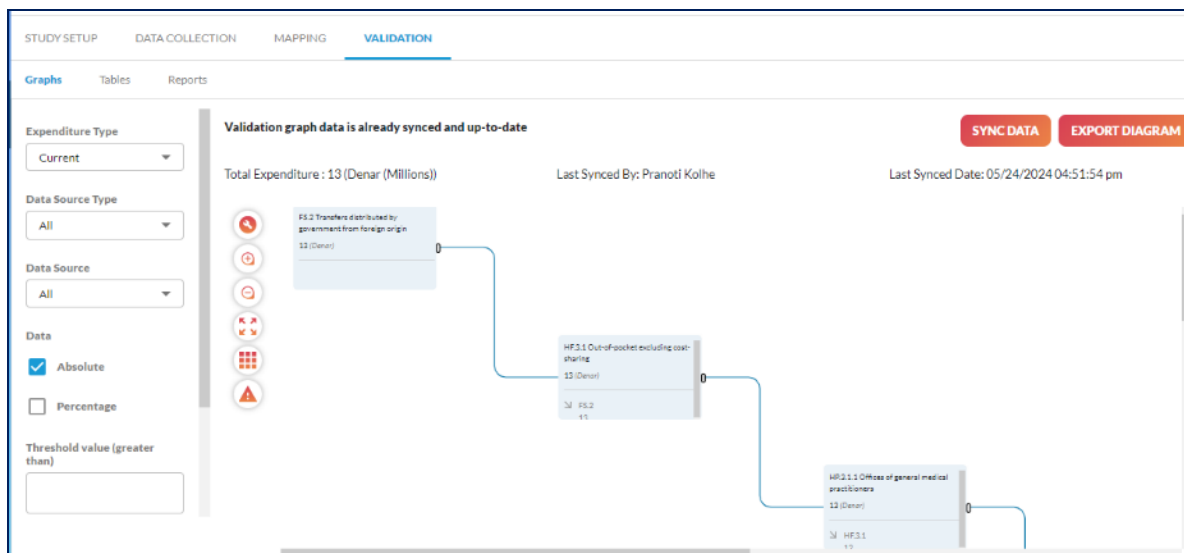 STUDY SETUP DATA COLLECTION MAPPING VALIDATION
Graphs Tables Reports
Expenditure Type
Current
Data Source Type
All
Data Source
All
Data
Absolute
Percentage
Threshold value (greater
than)
Validation graph data is already synced and up-to-date
SYNC DATA EXPORT DIAGRAM
Total Expenditure : 13 (Denar (Millions)) Last Synced By: Pranoti Kolhe Last Synced Date: 05/24/2024 04:51:54 pm
FS.2 Transfers distributed by
government from foreign origin
13 (Denar)
0
HF.3.1 Out-of-pocket excluding cost-
sharing
13 (Denar)
0
FS.2
13
HP.3.1.1 Offices of general medical
practitioners
13 (Denar)
0
HF.3.1
13